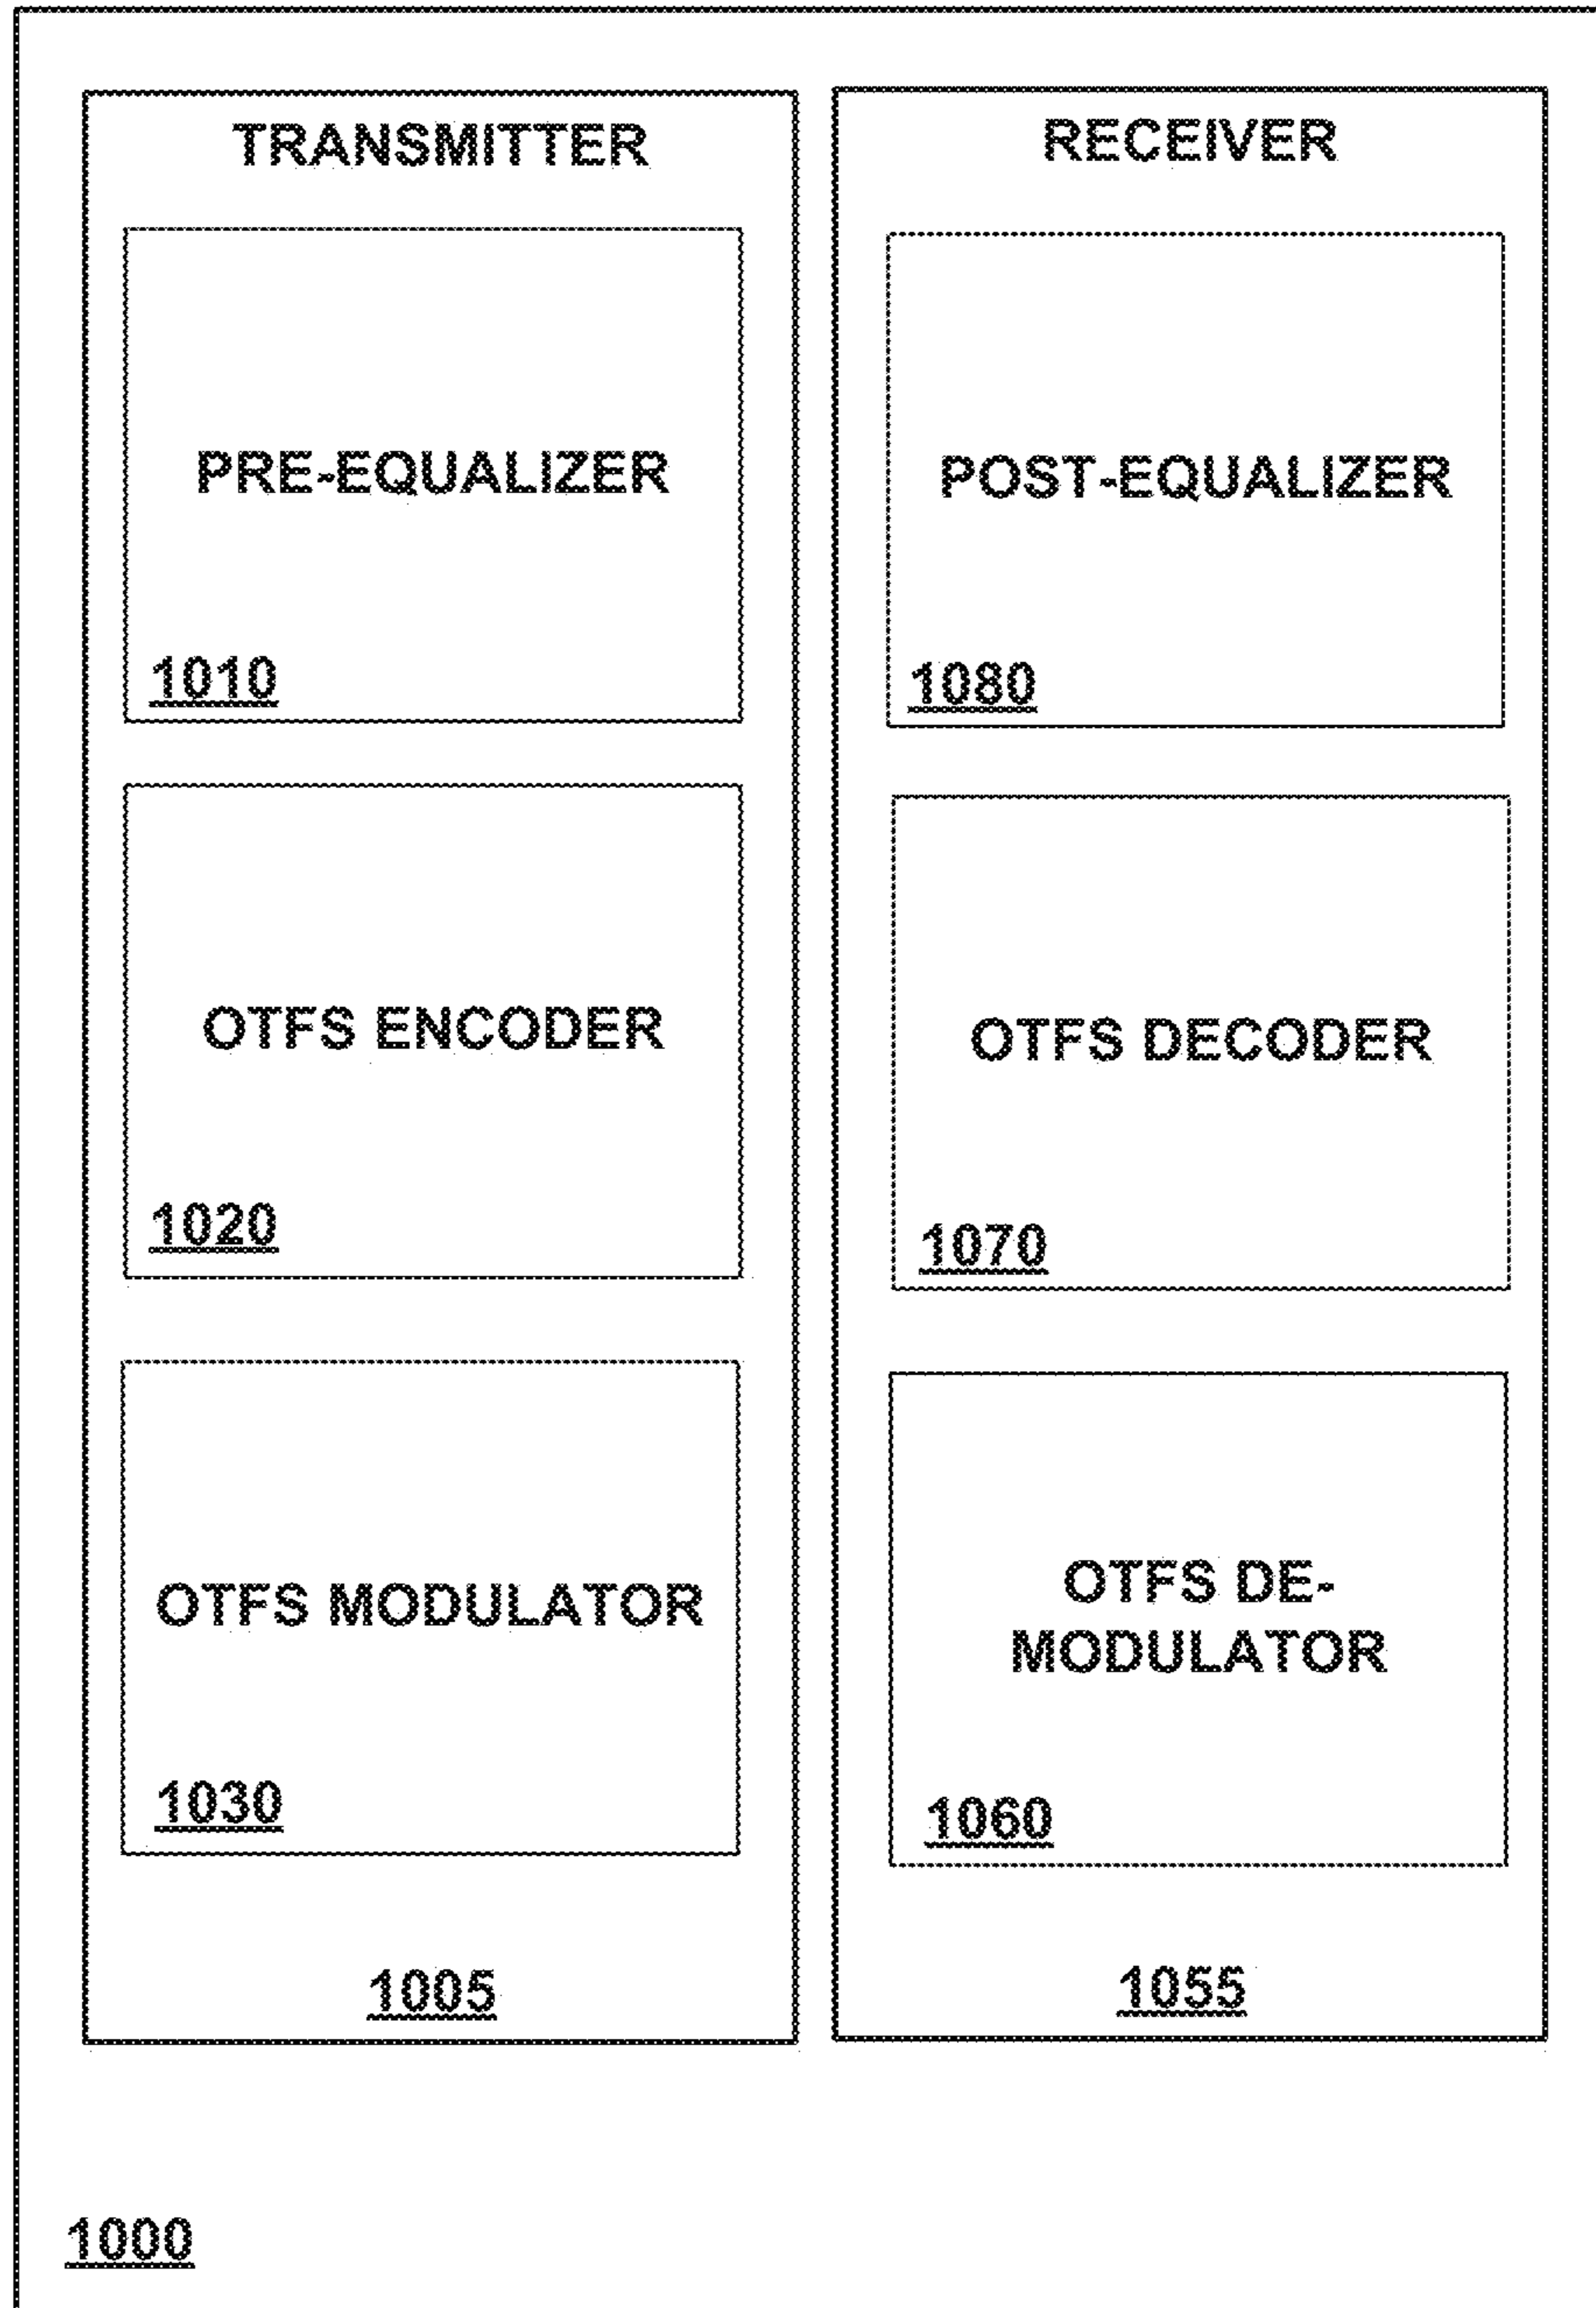 TRANSMITTER
PRE-EQUALIZER
1010
OTFS ENCODER
1020
OTFS MODULATOR
1030
1005
RECEIVER
POST-EQUALIZER
1080
OTFS DECODER
1070
OTFS DE-
MODULATOR
1060
1055
1000